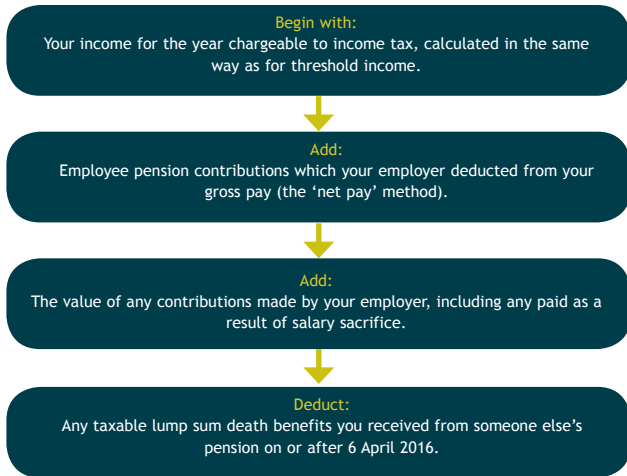 Begin with:
Your income for the year chargeable to income tax, calculated in the same
way as for threshold income.
Add:
Employee pension contributions which your employer deducted from your
gross pay (the ‘net pay’ method).
Add:
The value of any contributions made by your employer, including any paid as a
result of salary sacrifice.
Deduct:
Any taxable lump sum death benefits you received from someone else’s
pension on or after 6 April 2016.